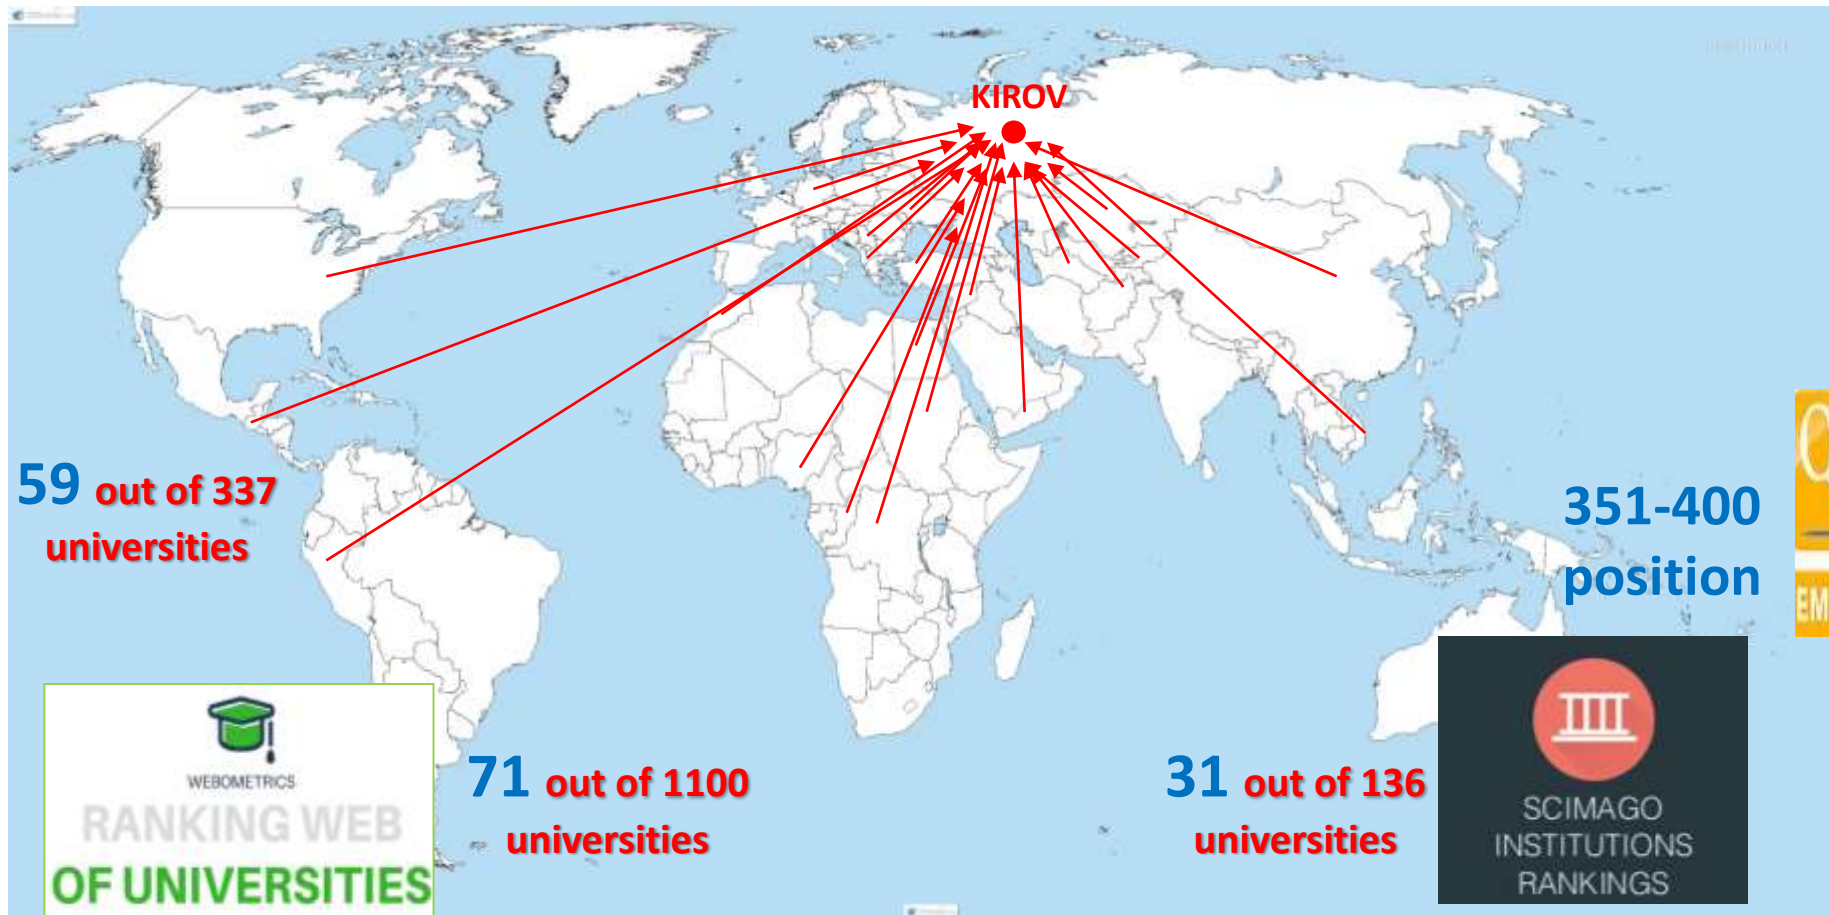 KIROV
59 out of 337
universities
351-400
position
EM
WEBOMETRICS
RANKING WEB
OF UNIVERSITIES
71 out of 1100
universities
31 out of 136
universities
SCIMAGO
INSTITUTIONS
RANKINGS